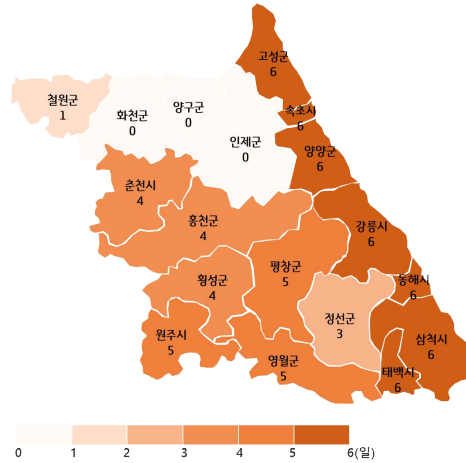 고성군
6
속초시
6
철원군
1
화천군
0
양구군
0
인제군
0
양양군
6
춘천시
4
홍천군
4
강릉시
6
횡성군
4
평창군
5
동해시
6
정선군
3
삼척시
6
원주시
5
영월군
5
태백시
6
0 1 2 3 4 5 6(일)